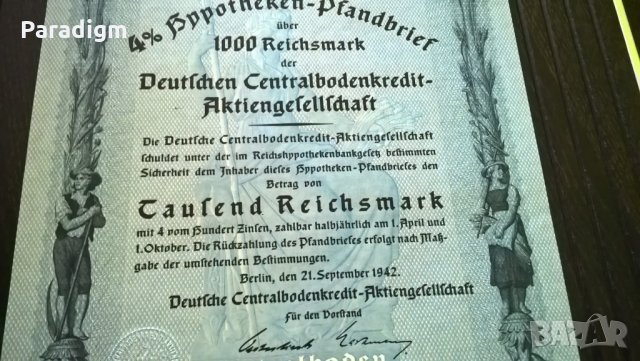 Paradigm
4% Hypotheken-Pfandbrief
über
1000 Reichsmark
der
Deutschen Centralbodenkredit-
Aktiengesellschaft
Die Deutsche Centralbodenkredit-Aktiengesellschaft
schuldet unter der im Reichshypothekenbankgesetz bestimmten
Sicherheit dem Inhaber dieses Hypotheken-Pfandbriefes den
Betrag von
Tausend Reichsmark
mit 4 vom Hundert Zinsen, zahlbar halbjährlich am 1. April und
1. Oktober. Die Rückzahlung des Pfandbriefes erfolgt nach Maß-
gabe der umstehenden Bestimmungen.
Berlin, den 21. September 1942.
Deutsche Centralbodenkredit-Aktiengesellschaft
für den Vorstand
bazar